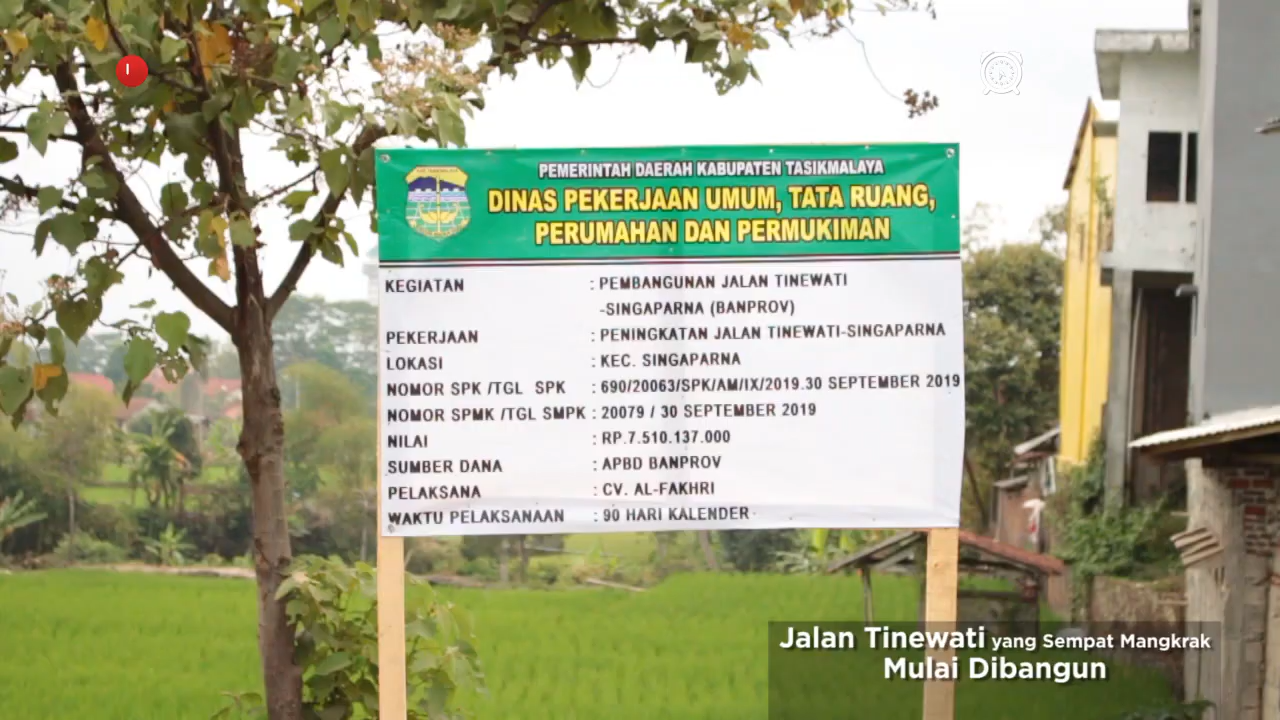 PEMERINTAH DAERAH KABUPATEN TASIKMALAYA
DINAS PEKERJAAN UMUM, TATA RUANG,
PERUMAHAN DAN PERMUKIMAN
KEGIATAN : PEMBANGUNAN JALAN TINEWATI
-SINGAPARNA (BANPROV)
PEKERJAAN : PENINGKATAN JALAN TINEWATI-SINGAPARNA
LOKASI : KEC. SINGAPARNA
NOMOR SPK /TGL SPK : 690/20063/SPK/AM/IX/2019.30 SEPTEMBER 2019
NOMOR SPMK /TGL SMPK : 20079 / 30 SEPTEMBER 2019
NILAI : RP.7.510.137.000
SUMBER DANA : APBD BANPROV
PELAKSANA : CV. AL-FAKHRI
WAKTU PELAKSANAAN : 90 HARI KALENDER
Jalan Tinewati yang Sempat Mangkrak
Mulai Dibangun